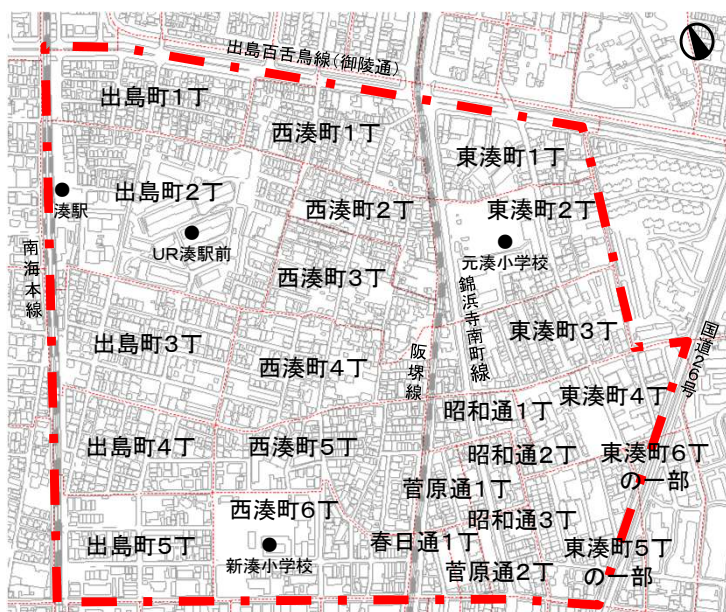 出島百舌鳥線(御陵通)
出島町1丁
西湊町1丁
東湊町1丁
出島町2丁
湊駅
西湊町2丁
東湊町2丁
UR湊駅前
元湊小学校
南海本線
西湊町3丁
錦浜寺南町線
出島町3丁
東湊町3丁
国道26号
阪堺線
西湊町4丁
東湊町4丁
昭和通1丁
出島町4丁
西湊町5丁
昭和通2丁
東湊町6丁
の一部
菅原通1丁
西湊町6丁
昭和通3丁
出島町5丁
新湊小学校
春日通1丁
東湊町5丁
の一部
菅原通2丁